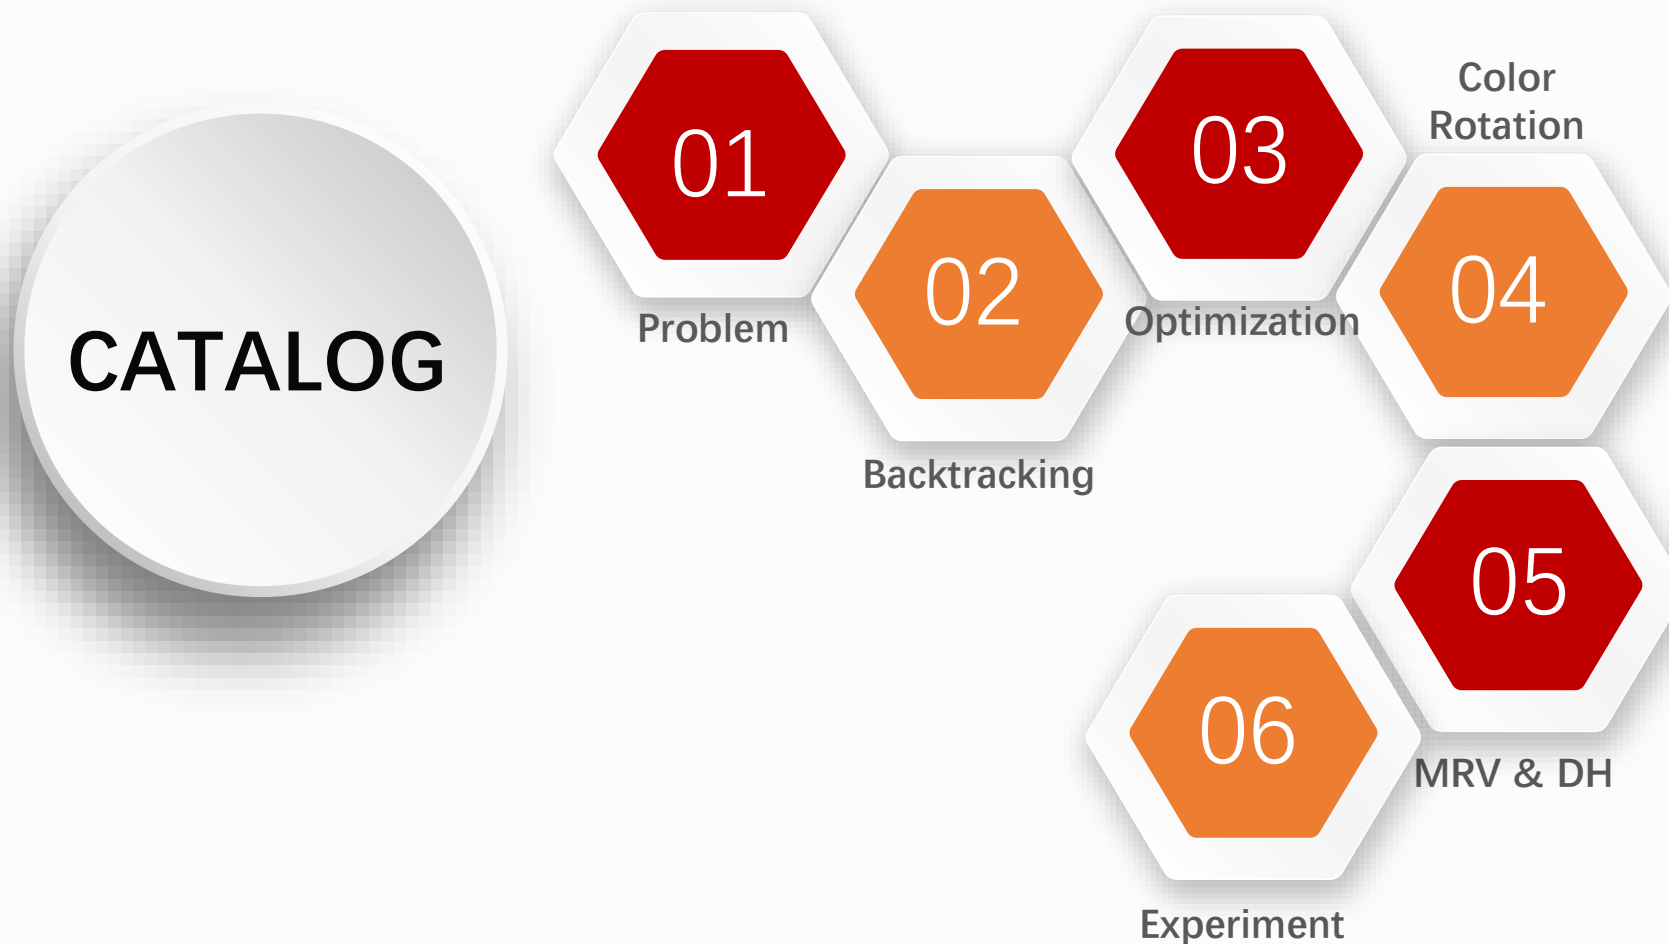 CATALOG
01
Problem
02
Backtracking
03
Optimization
Color
Rotation
04
05
MRV & DH
06
Experiment